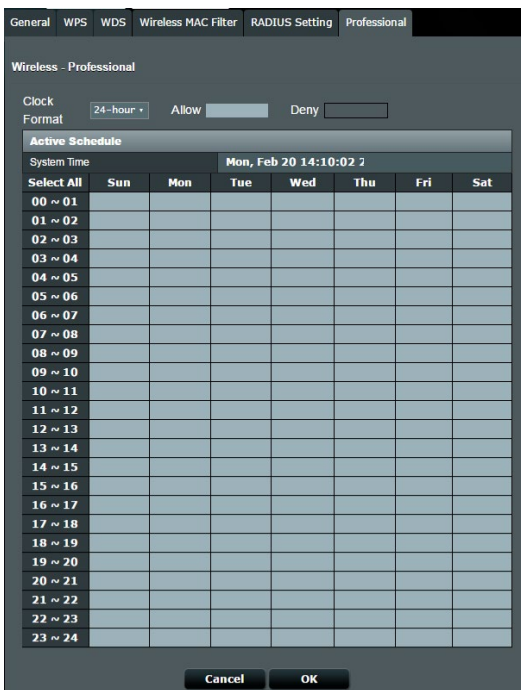 General WPS WDS Wireless MAC Filter RADIUS Setting Professional
Wireless - Professional
Clock Format 24-hour Allow Deny
Active Schedule
System Time Mon, Feb 20 14:10:02 2
Select All Sun Mon Tue Wed Thu Fri Sat
00 ~ 01
01 ~ 02
02 ~ 03
03 ~ 04
04 ~ 05
05 ~ 06
06 ~ 07
07 ~ 08
08 ~ 09
09 ~ 10
10 ~ 11
11 ~ 12
12 ~ 13
13 ~ 14
14 ~ 15
15 ~ 16
16 ~ 17
17 ~ 18
18 ~ 19
19 ~ 20
20 ~ 21
21 ~ 22
22 ~ 23
23 ~ 24
Cancel OK